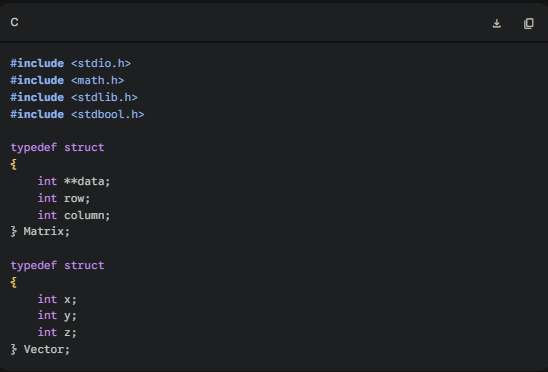 C
#include <stdio.h>
#include <math.h>
#include <stdlib.h>
#include <stdbool.h>
typedef struct
{
    int **data;
    int row;
    int column;
} Matrix;
typedef struct
{
    int x;
    int y;
    int z;
} Vector;